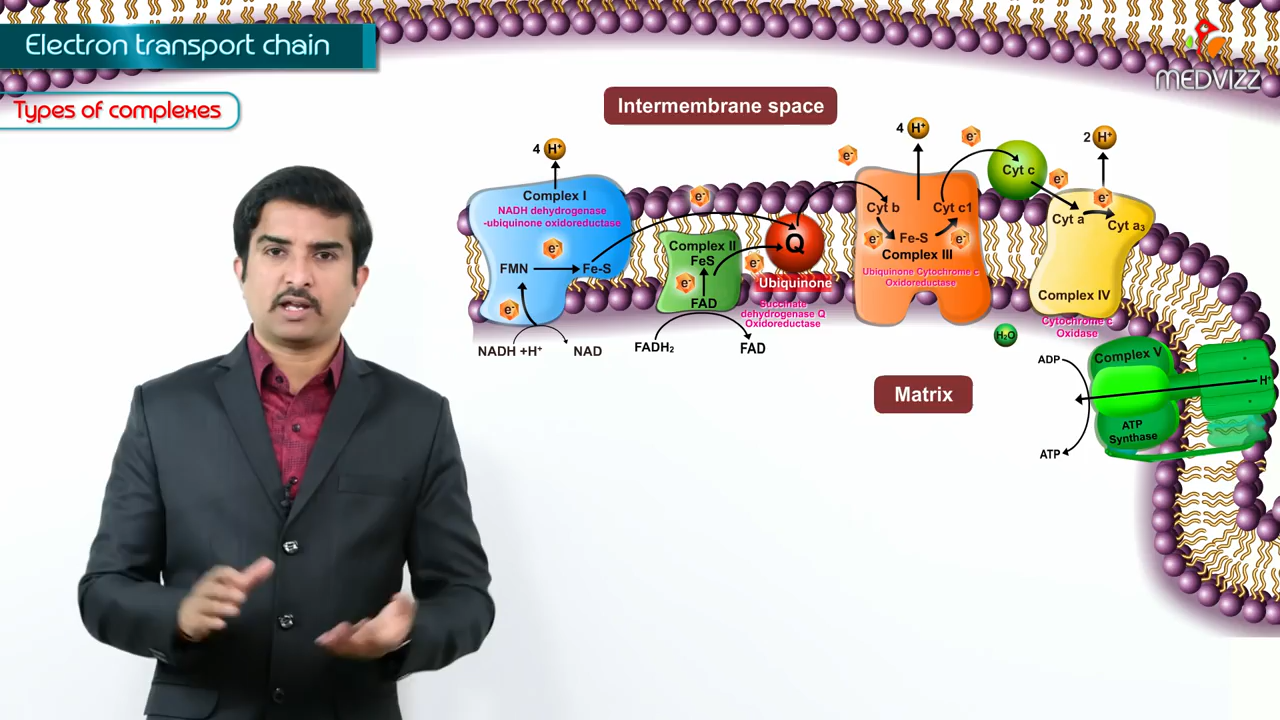 Electron transport chain
MEDVIZZ
Types of complexes
Intermembrane space
4 H⁺
4 H⁺
2 H⁺
e⁻
e⁻
e⁻
e⁻
Cyt c
Complex I
NADH dehydrogenase
-ubiquinone oxidoreductase
e⁻
FMN
Fe-S
e⁻
NADH +H⁺
NAD
Complex II
FeS
e⁻
FAD
e⁻
FADH₂
FAD
Q
Ubiquinone
Succinate
dehydrogenase Q
Oxidoreductase
Cyt b
Cyt c1
e⁻
Fe-S
e⁻
Complex III
Ubiquinone Cytochrome c
Oxidoreductase
e⁻
Cyt a
Cyt a₃
Complex IV
Cytochrome c
Oxidase
H₂O
Matrix
ADP
Complex V
H⁺
ATP
Synthase
ATP